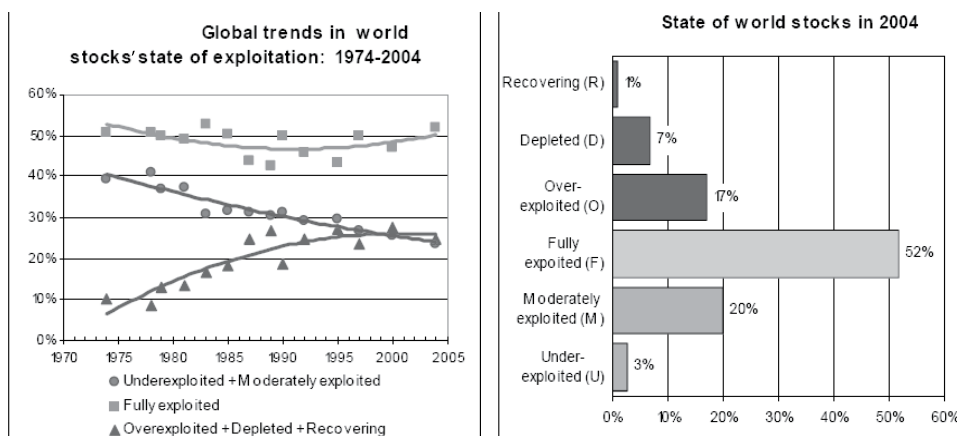 Global trends in world
stocks'state of exploitation: 1974-2004
60%
50%
40%
30%
20%
10%
0%
1970 1975 1980 1985 1990 1995 2000 2005
Underexploited +Moderately exploited
Fully exploited
Overexploited +Depleted +Recovering
State of world stocks in 2004
Recovering (R) 1%
Depleted (D) 7%
Over-
exploited (O) 17%
Fully
expoited (F) 52%
Moderately
exploited (M) 20%
Under-
exploited (U) 3%
0% 10% 20% 30% 40% 50% 60%